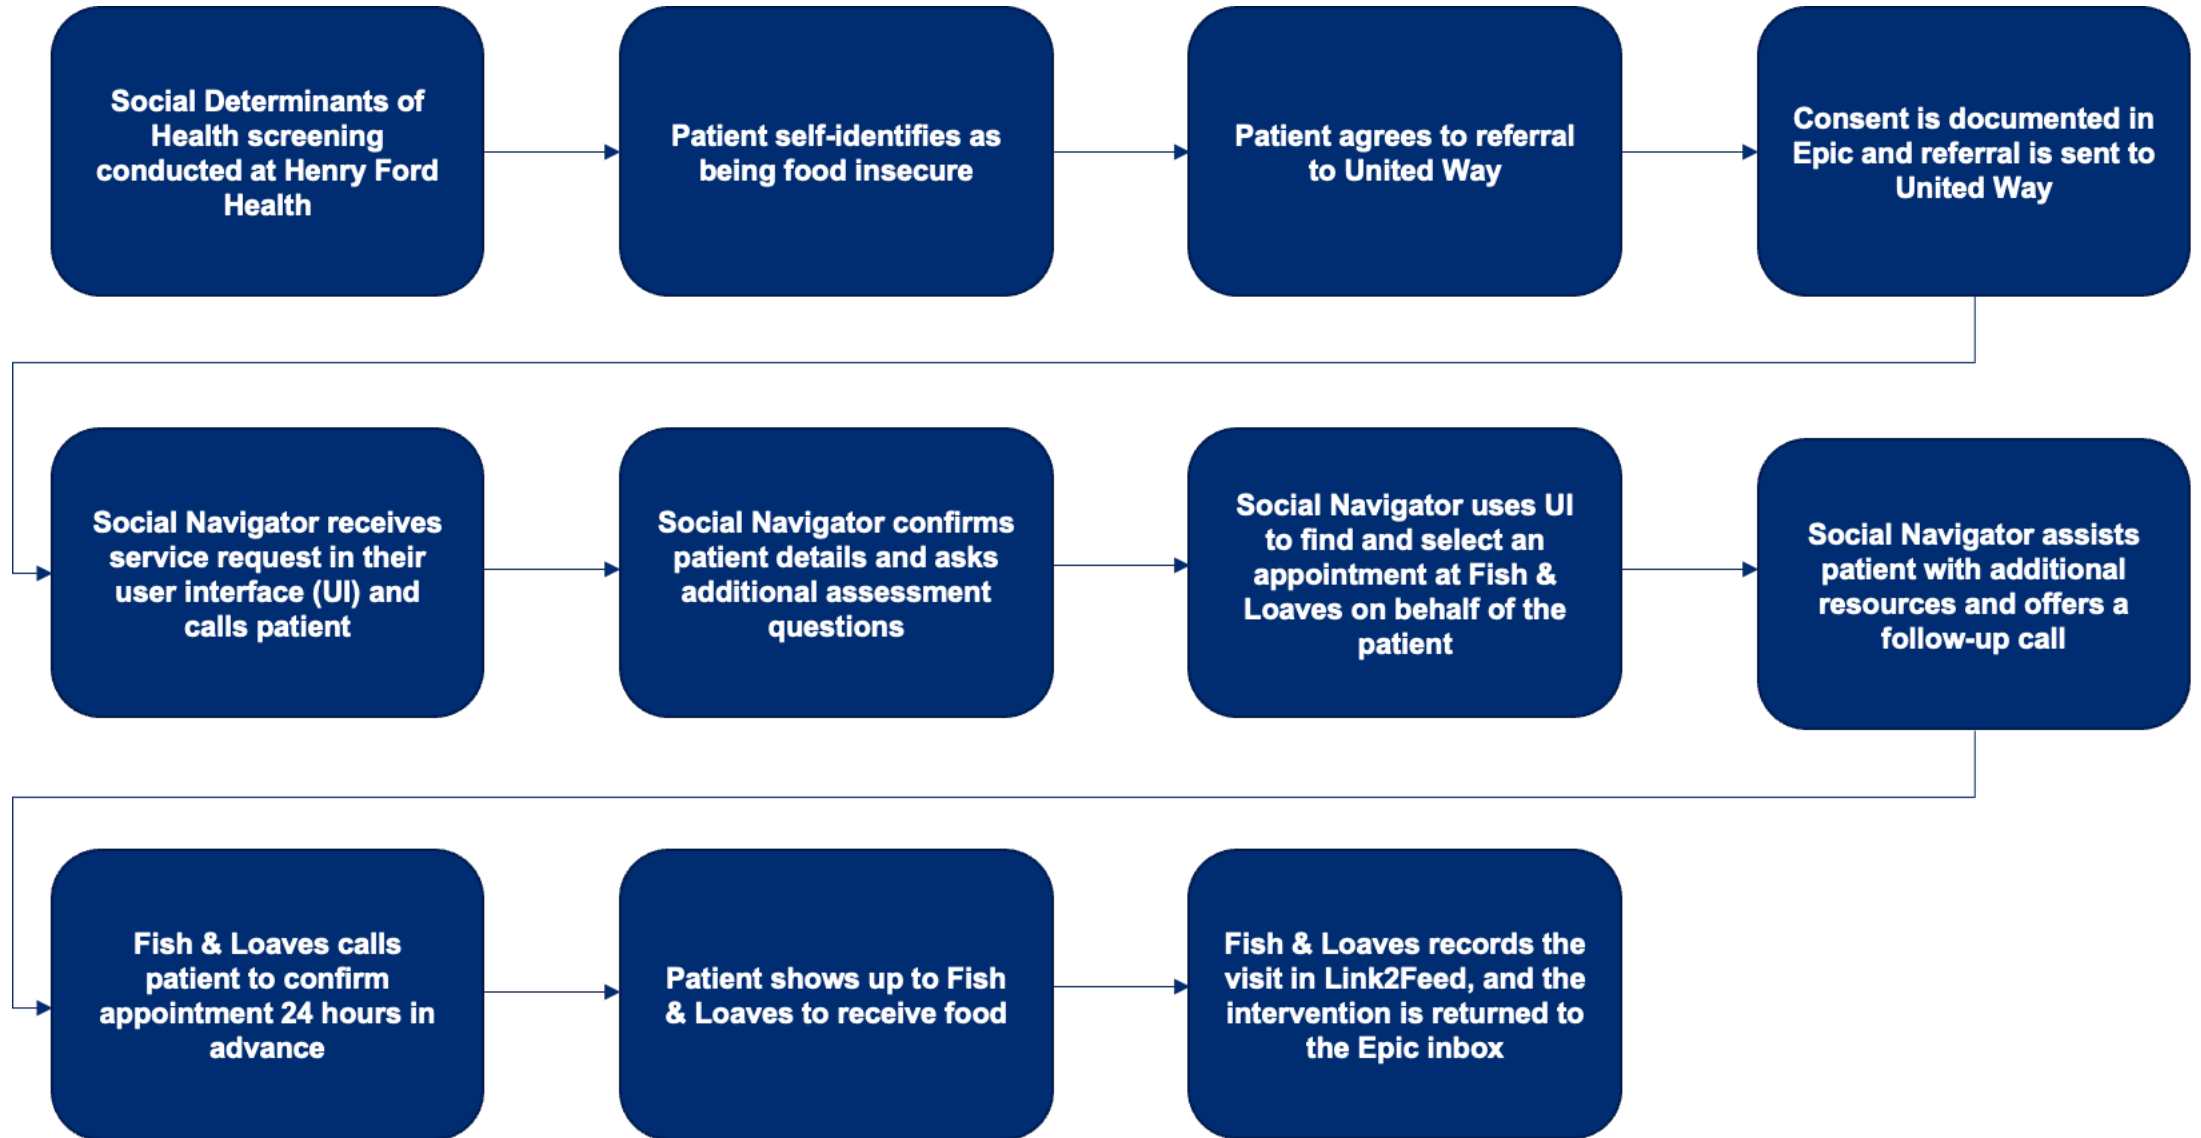 Social Determinants of
Health screening
conducted at Henry Ford
Health
Patient self-identifies as
being food insecure
Patient agrees to referral
to United Way
Consent is documented in
Epic and referral is sent to
United Way
Social Navigator receives
service request in their
user interface (UI) and
calls patient
Social Navigator confirms
patient details and asks
additional assessment
questions
Social Navigator uses UI
to find and select an
appointment at Fish &
Loaves on behalf of the
patient
Social Navigator assists
patient with additional
resources and offers a
follow-up call
Fish & Loaves calls
patient to confirm
appointment 24 hours in
advance
Patient shows up to Fish
& Loaves to receive food
Fish & Loaves records the
visit in Link2Feed, and the
intervention is returned to
the Epic inbox